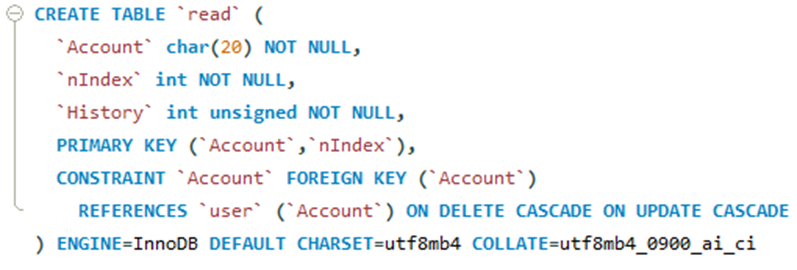 CREATE TABLE `read` (
`Account` char(20) NOT NULL,
`nIndex` int NOT NULL,
`History` int unsigned NOT NULL,
PRIMARY KEY (`Account`,`nIndex`),
CONSTRAINT `Account` FOREIGN KEY (`Account`)
REFERENCES `user` (`Account`) ON DELETE CASCADE ON UPDATE CASCADE
) ENGINE=InnoDB DEFAULT CHARSET=utf8mb4 COLLATE=utf8mb4_0900_ai_ci